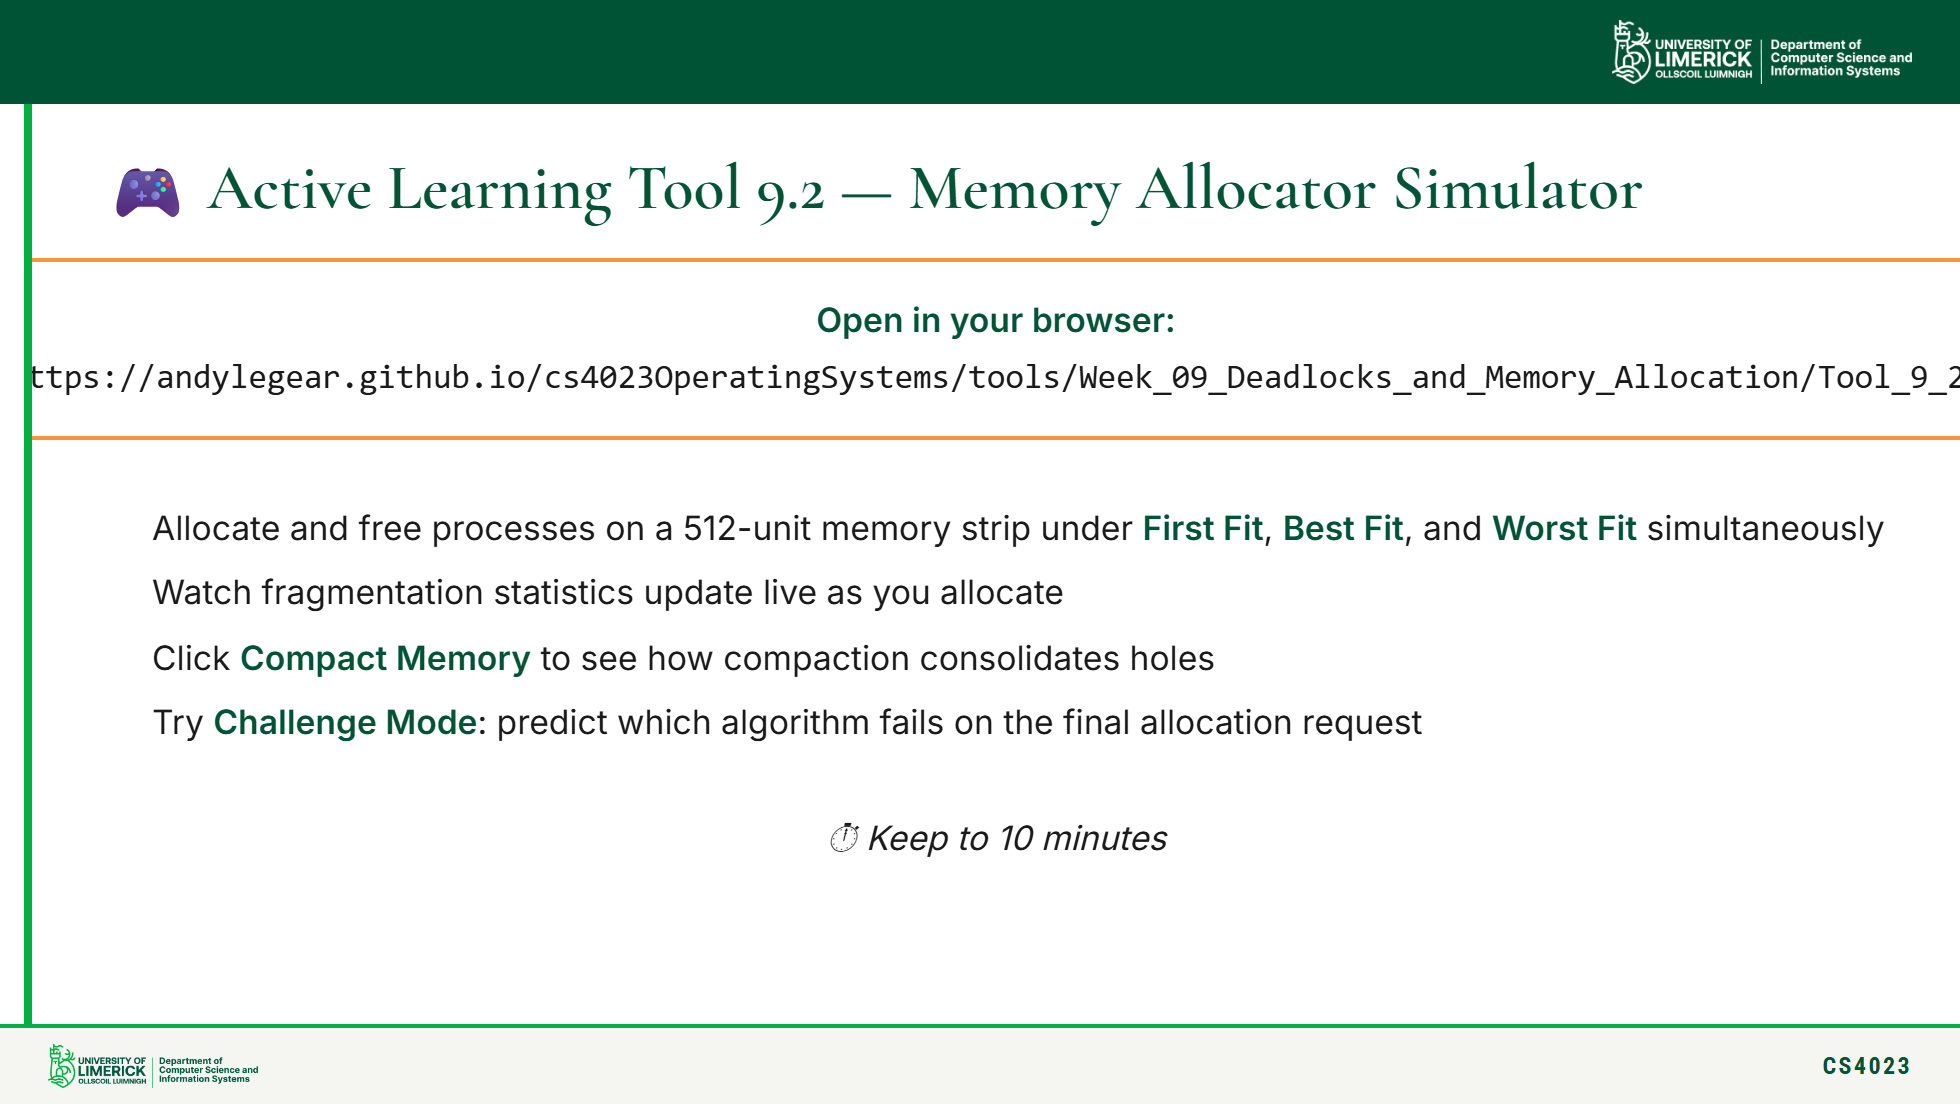 UNIVERSITY OF
LIMERICK
OLLSCOIL LUIMNIGH
Department of
Computer Science and
Information Systems
Active Learning Tool 9.2 — Memory Allocator Simulator
Open in your browser:
ttps://andylegear.github.io/cs4023OperatingSystems/tools/Week_09_Deadlocks_and_Memory_Allocation/Tool_9_2
Allocate and free processes on a 512-unit memory strip under First Fit, Best Fit, and Worst Fit simultaneously
Watch fragmentation statistics update live as you allocate
Click Compact Memory to see how compaction consolidates holes
Try Challenge Mode: predict which algorithm fails on the final allocation request
⏱ Keep to 10 minutes
UNIVERSITY OF
LIMERICK
OLLSCOIL LUIMNIGH
Department of
Computer Science and
Information Systems
CS4023